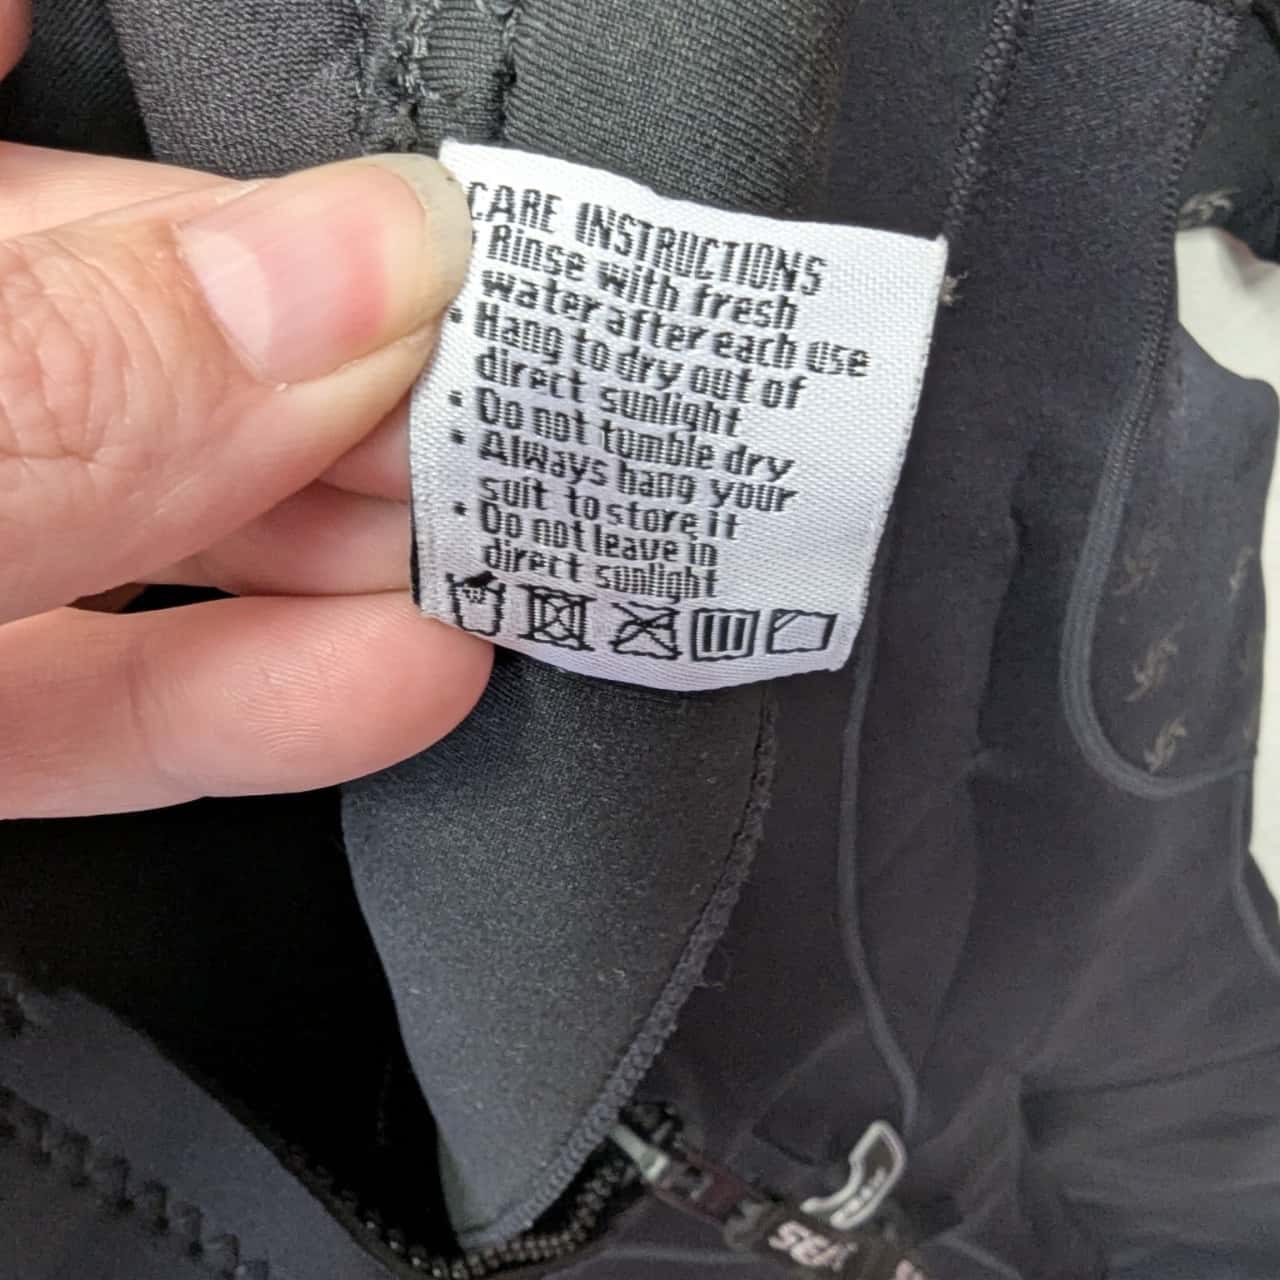 CARE INSTRUCTIONS
• Rinse with fresh
water after each use
• Hang to dry out of
direct sunlight
• Do not tumble dry
• Always hang your
suit to store it
• Do not leave in
direct sunlight